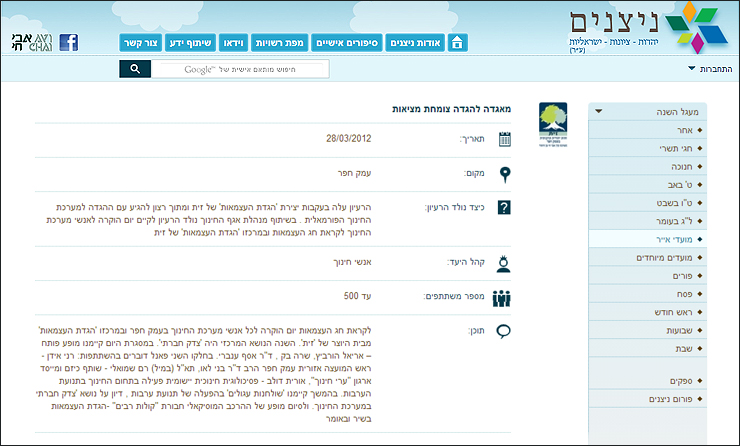 ניצנים
יהדות - ציונות - ישראליות
(ע"ר)
אודות ניצנים
סיפורים אישיים
מפת רשויות
וידאו
שיתוף ידע
צור קשר
אבי חי
AVI CHAI
התחברות
חיפוש מותאם אישית של Google™
מעגל השנה
אחר
חגי תשרי
חנוכה
ט' באב
ט"ו בשבט
ל"ג בעומר
מועדי אייר
מועדים מיוחדים
פורים
פסח
ראש חודש
שבועות
שבת
ספקים
פורום ניצנים
מאגדה להגדה צומחת מציאות
תאריך: 28/03/2012
מקום: עמק חפר
כיצד נולד הרעיון: הרעיון עלה בעקבות יצירת 'הגדת העצמאות' של זית ומתוך רצון להגיע עם ההגדה למערכת
החינוך הפורמאלית . בשיתוף מנהלת אגף החינוך נולד הרעיון לקיים יום הוקרה לאנשי מערכת
החינוך לקראת חג העצמאות ובמרכזו 'הגדת העצמאות' של זית
קהל היעד: אנשי חינוך
מספר משתתפים: עד 500
תוכן: לקראת חג העצמאות יום הוקרה לכל אנשי מערכת החינוך בעמק חפר ובמרכזו 'הגדת העצמאות'
מבית היוצר של 'זית'. השנה הנושא המרכזי היה 'צדק חברתי'. במסגרת היום קיימנו מופע פותח
– אריאל הורביץ, שרה בק , ד"ר אסף ענברי. בחלקו השני פאנל דוברים בהשתתפות: רני אידן -
ראש המועצה אזורית עמק חפר הרב ד"ר בני לאו, תא"ל (במיל) רם שמואלי - שותף כיזם ומייסד
ארגון "ערי חינוך", אורית דולב - פסיכולוגית חינוכית יישומית פעילה בתחום החינוך בתנועת
הערבות. בהמשך קיימנו 'שולחנות עגולים' בהפעלה של תנועת ערבות , דיון על נושא 'צדק חברתי
במערכת החינוך. ולסיום מופע של ההרכב המוסיקאלי חבורת "קולות רבים" -הגדת העצמאות
בשיר ובאומר